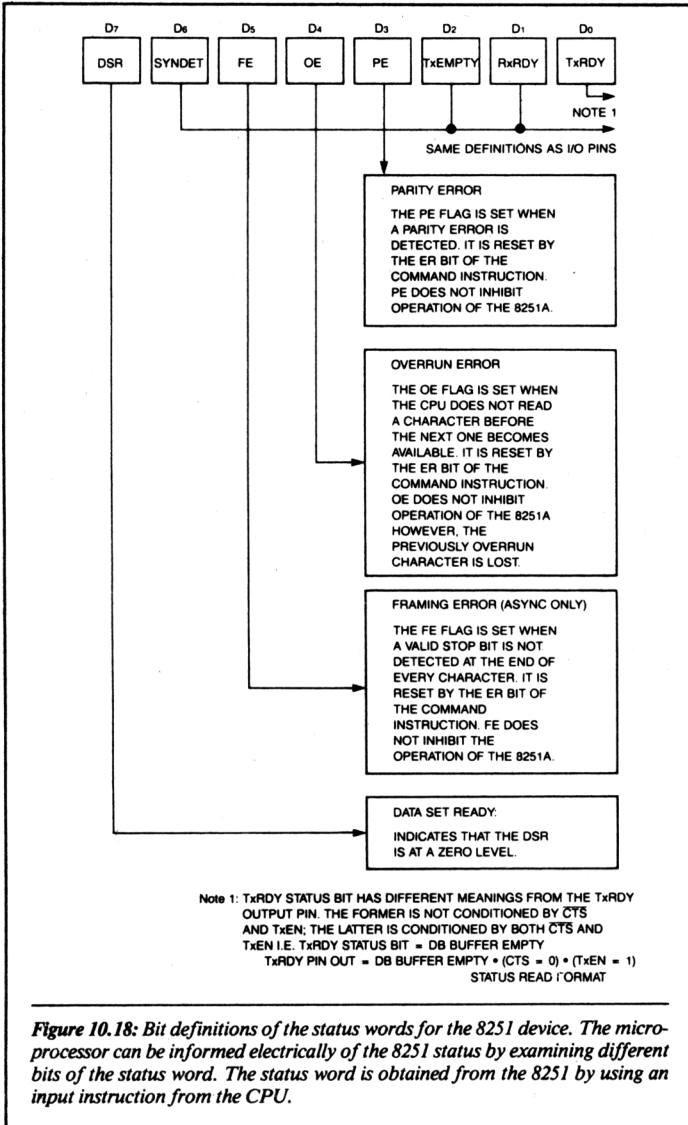 D7 D6 D5 D4 D3 D2 D1 D0
DSR SYNDET FE OE PE TxEMPTY RxRDY TxRDY
NOTE 1
SAME DEFINITIONS AS I/O PINS
PARITY ERROR
THE PE FLAG IS SET WHEN
A PARITY ERROR IS
DETECTED. IT IS RESET BY
THE ER BIT OF THE
COMMAND INSTRUCTION.
PE DOES NOT INHIBIT
OPERATION OF THE 8251A.
OVERRUN ERROR
THE OE FLAG IS SET WHEN
THE CPU DOES NOT READ
A CHARACTER BEFORE
THE NEXT ONE BECOMES
AVAILABLE. IT IS RESET BY
THE ER BIT OF THE
COMMAND INSTRUCTION.
OE DOES NOT INHIBIT
OPERATION OF THE 8251A
HOWEVER, THE
PREVIOUSLY OVERRUN
CHARACTER IS LOST.
FRAMING ERROR (ASYNC ONLY)
THE FE FLAG IS SET WHEN
A VALID STOP BIT IS NOT
DETECTED AT THE END OF
EVERY CHARACTER. IT IS
RESET BY THE ER BIT OF
THE COMMAND
INSTRUCTION. FE DOES
NOT INHIBIT THE
OPERATION OF THE 8251A.
DATA SET READY:
INDICATES THAT THE DSR
IS AT A ZERO LEVEL.
Note 1: TxRDY STATUS BIT HAS DIFFERENT MEANINGS FROM THE TxRDY
OUTPUT PIN. THE FORMER IS NOT CONDITIONED BY C̅T̅S̅
AND TxEN; THE LATTER IS CONDITIONED BY BOTH C̅T̅S̅ AND
TxEN I.E. TxRDY STATUS BIT = DB BUFFER EMPTY
TxRDY PIN OUT = DB BUFFER EMPTY • (CTS = 0) • (TxEN = 1)
STATUS READ FORMAT
Figure 10.18: Bit definitions of the status words for the 8251 device. The micro-
processor can be informed electrically of the 8251 status by examining different
bits of the status word. The status word is obtained from the 8251 by using an
input instruction from the CPU.